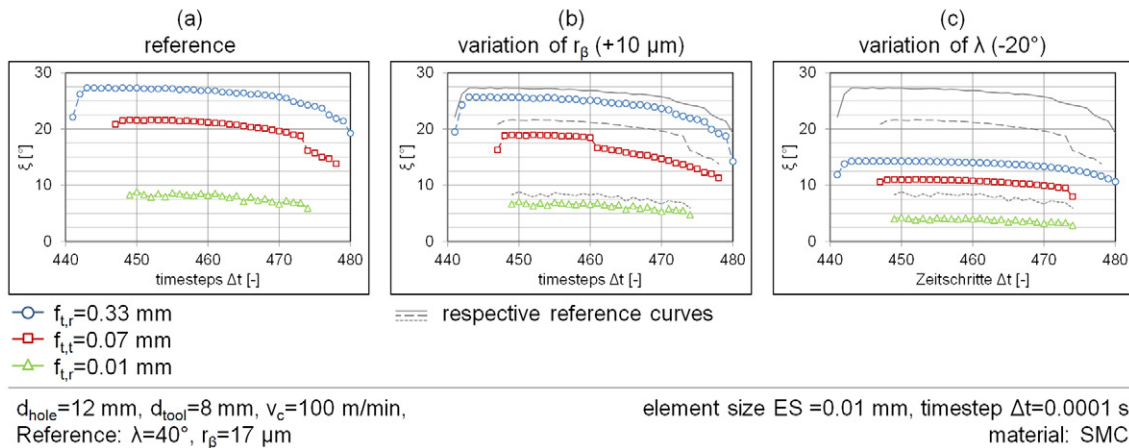 (a)
reference
(b)
variation of rβ (+10 µm)
(c)
variation of λ (-20°)
30
20
10
0
ξ [°]
440 450 460 470 480
timesteps Δt [-]
30
20
10
0
ξ [°]
440 450 460 470 480
timesteps Δt [-]
30
20
10
0
ξ [°]
440 450 460 470 480
Zeitschritte Δt [-]
ft,r=0.33 mm
ft,t=0.07 mm
ft,r=0.01 mm
respective reference curves
dhole=12 mm, dtool=8 mm, vc=100 m/min,
Reference: λ=40°, rβ=17 µm
element size ES =0.01 mm, timestep Δt=0.0001 s
material: SMC